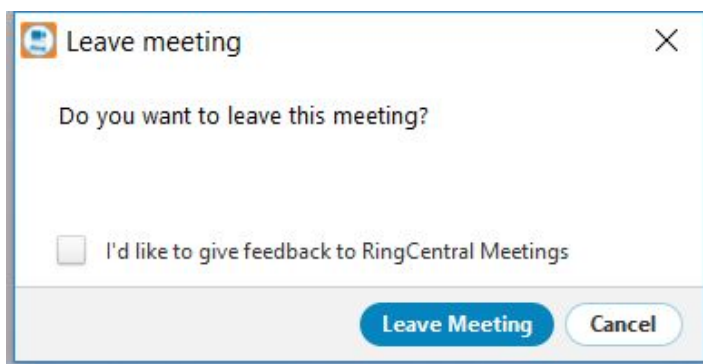 Leave meeting
Do you want to leave this meeting?
I'd like to give feedback to RingCentral Meetings
Leave Meeting Cancel